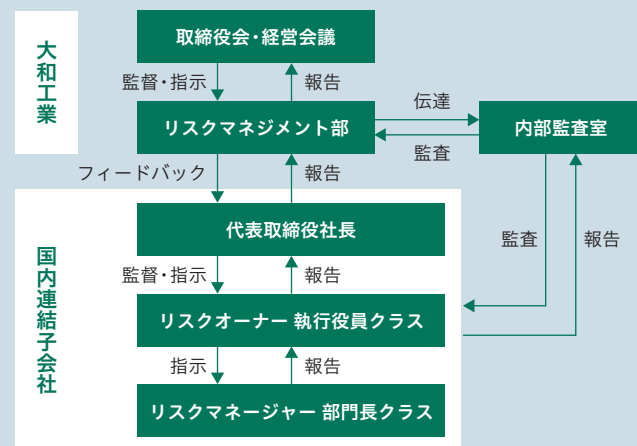 大和工業
取締役会・経営会議
監督・指示
報告
リスクマネジメント部
伝達
監査
内部監査室
フィードバック
報告
国内連結子会社
代表取締役社長
監督・指示
報告
監査
報告
リスクオーナー 執行役員クラス
指示
報告
リスクマネージャー 部門長クラス